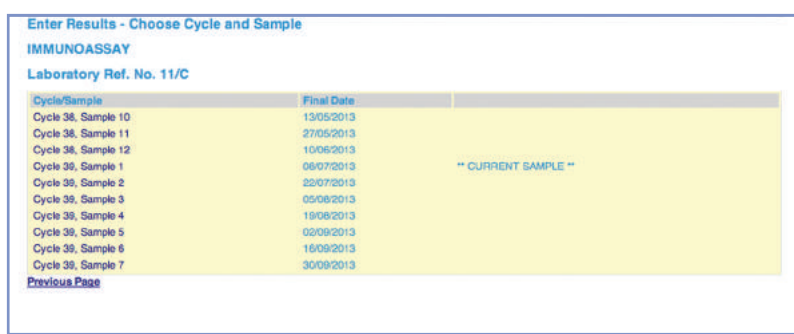 Enter Results - Choose Cycle and Sample
IMMUNOASSAY
Laboratory Ref. No. 11/C
Cycle/Sample Final Date
Cycle 38, Sample 10 13/05/2013
Cycle 38, Sample 11 27/05/2013
Cycle 38, Sample 12 10/06/2013
Cycle 39, Sample 1 08/07/2013 ** CURRENT SAMPLE **
Cycle 39, Sample 2 22/07/2013
Cycle 39, Sample 3 05/08/2013
Cycle 39, Sample 4 19/08/2013
Cycle 39, Sample 5 02/09/2013
Cycle 39, Sample 6 16/09/2013
Cycle 39, Sample 7 30/09/2013
Previous Page